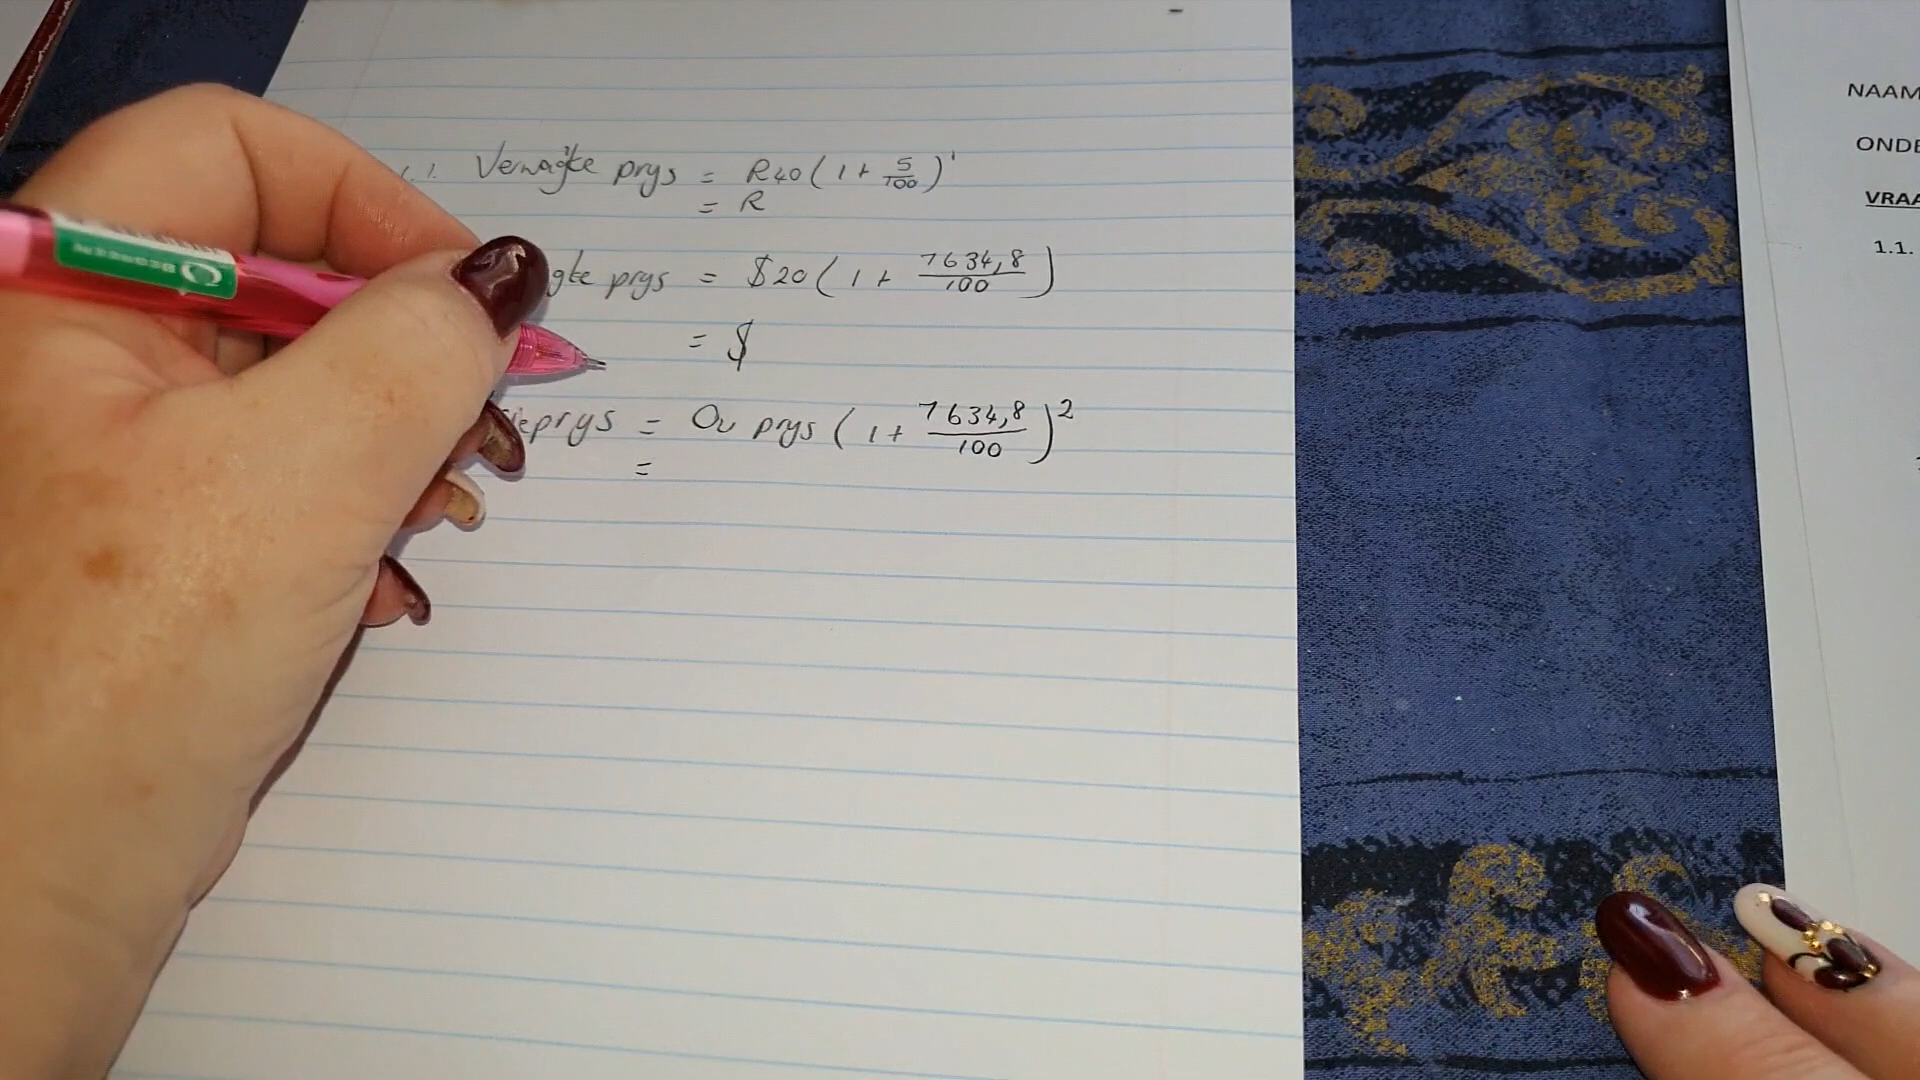 1.1. Verwagte prys = R40(1 + 5/100)^1
= R
prys = $20(1 + 7634,8/100)
= $
= Ou prys(1 + 7634,8/100)^2
=
NAAM
ONDE
VRAA
1.1.